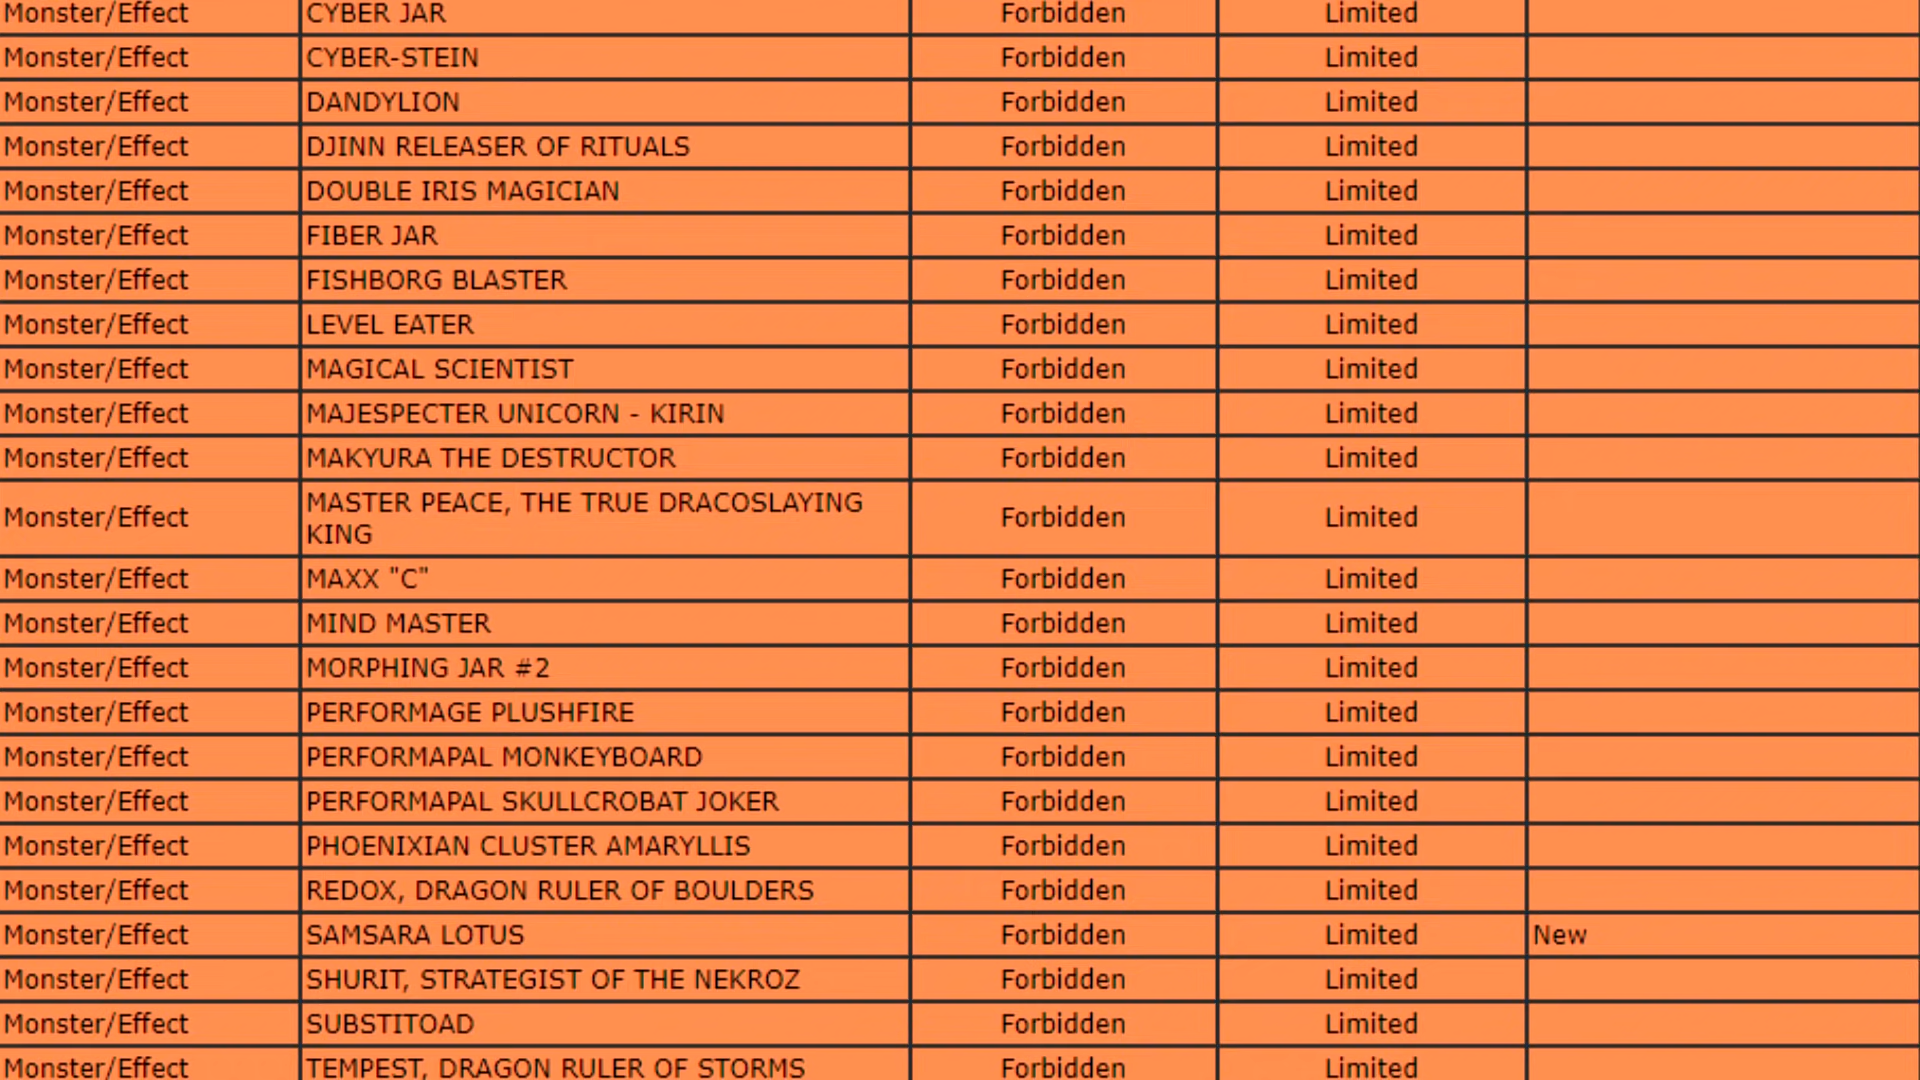 Monster/Effect CYBER JAR Forbidden Limited
Monster/Effect CYBER-STEIN Forbidden Limited
Monster/Effect DANDYLION Forbidden Limited
Monster/Effect DJINN RELEASER OF RITUALS Forbidden Limited
Monster/Effect DOUBLE IRIS MAGICIAN Forbidden Limited
Monster/Effect FIBER JAR Forbidden Limited
Monster/Effect FISHBORG BLASTER Forbidden Limited
Monster/Effect LEVEL EATER Forbidden Limited
Monster/Effect MAGICAL SCIENTIST Forbidden Limited
Monster/Effect MAJESPECTER UNICORN - KIRIN Forbidden Limited
Monster/Effect MAKYURA THE DESTRUCTOR Forbidden Limited
Monster/Effect MASTER PEACE, THE TRUE DRACOSLAYING
KING Forbidden Limited
Monster/Effect MAXX "C" Forbidden Limited
Monster/Effect MIND MASTER Forbidden Limited
Monster/Effect MORPHING JAR #2 Forbidden Limited
Monster/Effect PERFORMAGE PLUSHFIRE Forbidden Limited
Monster/Effect PERFORMAPAL MONKEYBOARD Forbidden Limited
Monster/Effect PERFORMAPAL SKULLCROBAT JOKER Forbidden Limited
Monster/Effect PHOENIXIAN CLUSTER AMARYLLIS Forbidden Limited
Monster/Effect REDOX, DRAGON RULER OF BOULDERS Forbidden Limited
Monster/Effect SAMSARA LOTUS Forbidden Limited New
Monster/Effect SHURIT, STRATEGIST OF THE NEKROZ Forbidden Limited
Monster/Effect SUBSTITOAD Forbidden Limited
Monster/Effect TEMPEST, DRAGON RULER OF STORMS Forbidden Limited